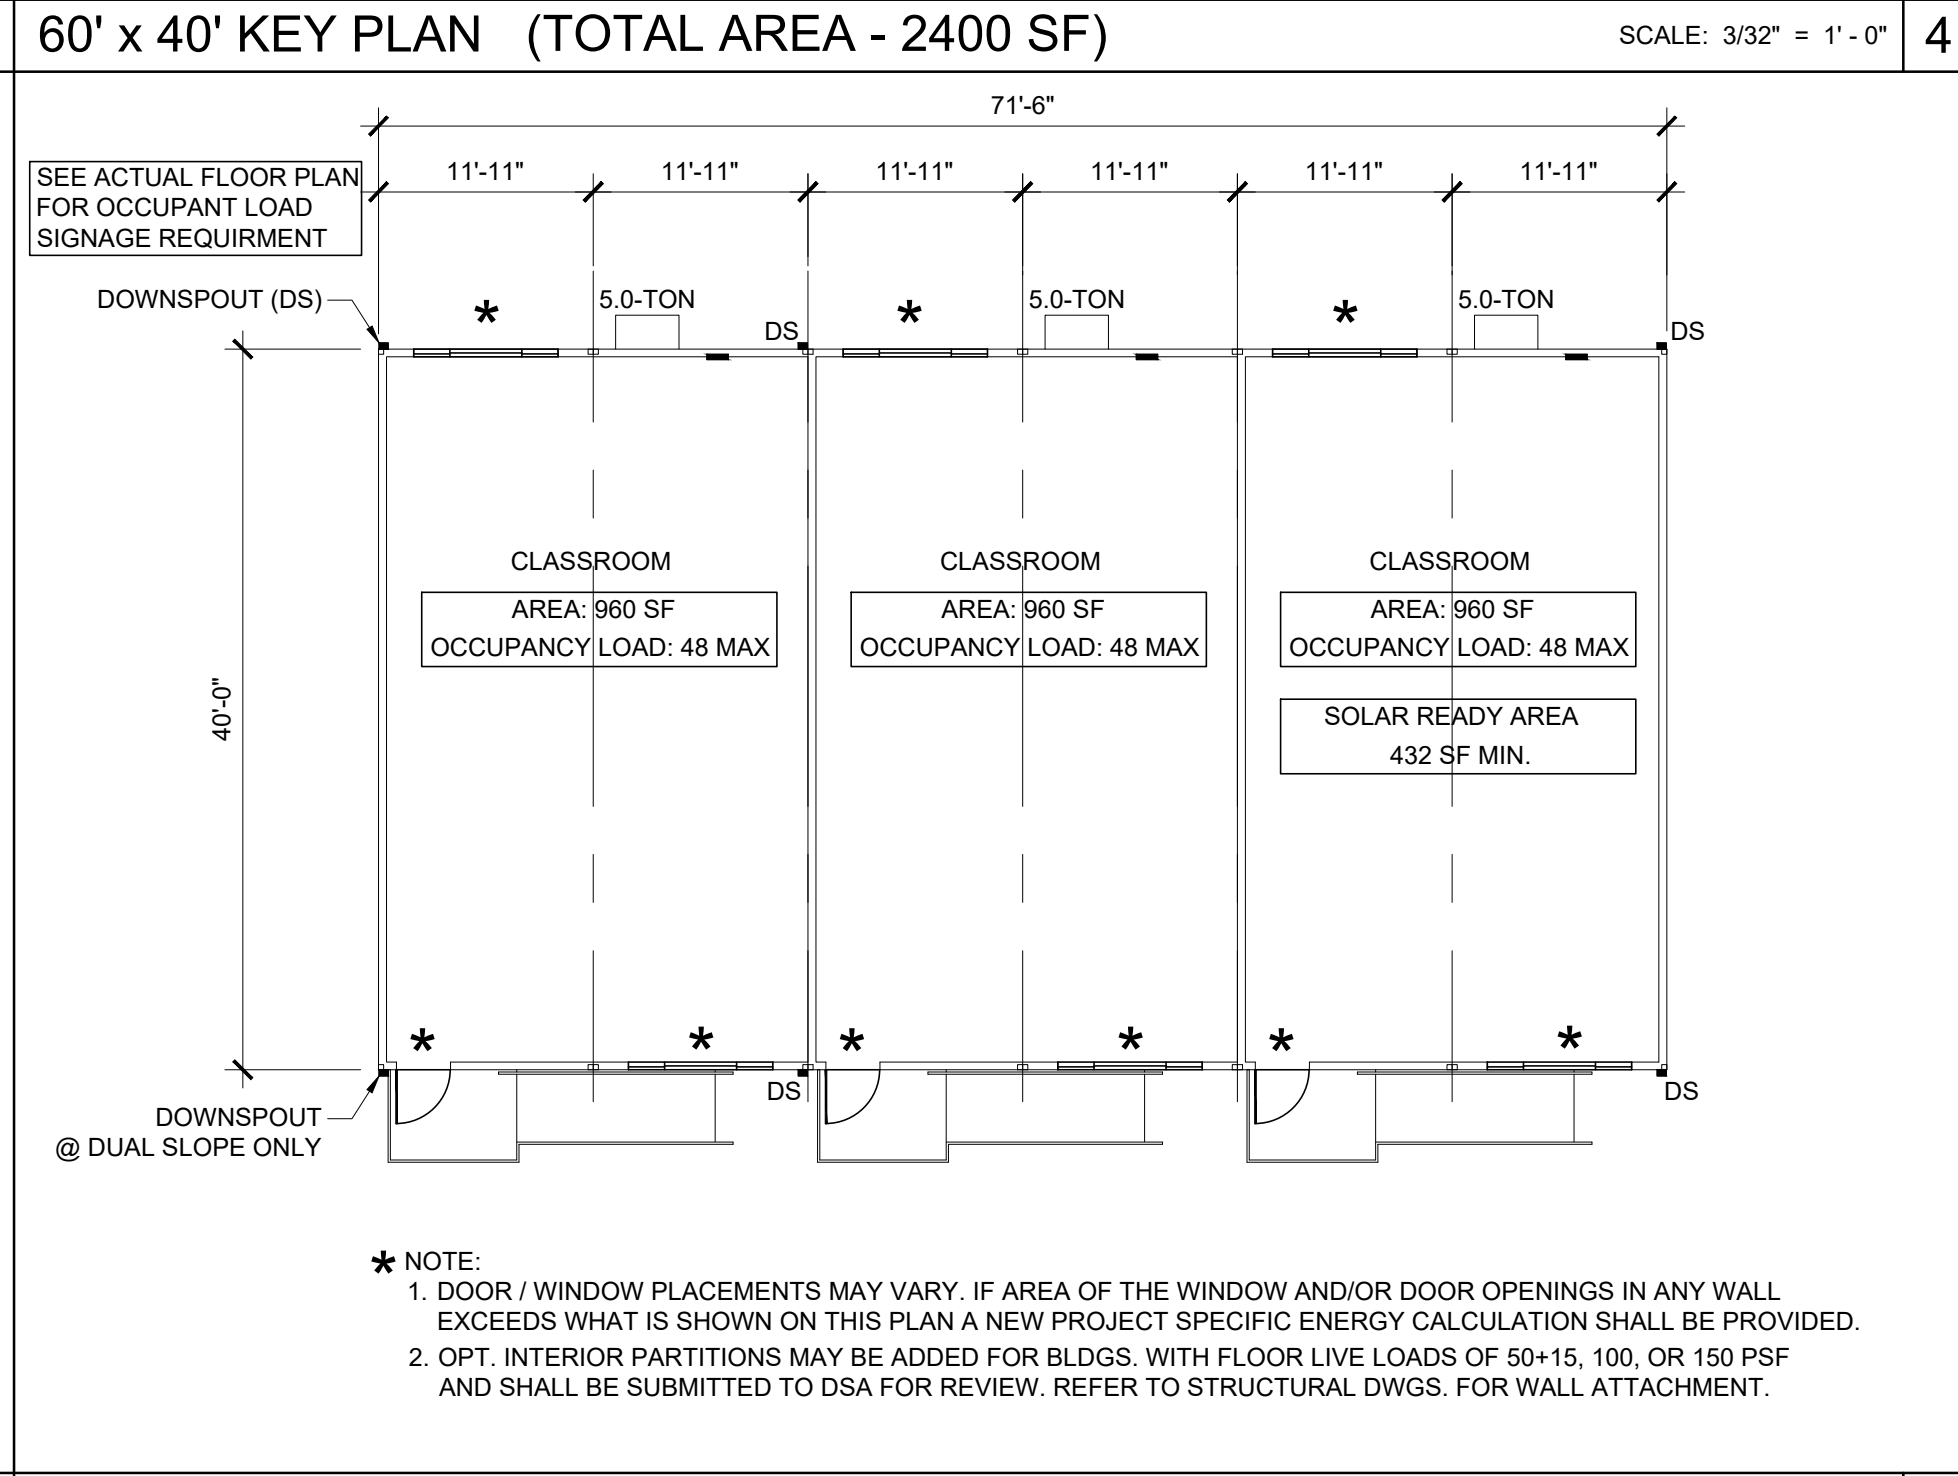 60' x 40' KEY PLAN (TOTAL AREA - 2400 SF)
SCALE: 3/32" = 1' - 0"
4
71'-6"
11'-11" 11'-11" 11'-11" 11'-11" 11'-11" 11'-11"
SEE ACTUAL FLOOR PLAN
FOR OCCUPANT LOAD
SIGNAGE REQUIRMENT
DOWNSPOUT (DS)
* 5.0-TON * 5.0-TON * 5.0-TON
DS DS
CLASSROOM CLASSROOM CLASSROOM
AREA: 960 SF AREA: 960 SF AREA: 960 SF
OCCUPANCY LOAD: 48 MAX OCCUPANCY LOAD: 48 MAX OCCUPANCY LOAD: 48 MAX
40'-0"
SOLAR READY AREA
432 SF MIN.
* * * * * *
DS DS
DOWNSPOUT
@ DUAL SLOPE ONLY
* NOTE:
1. DOOR / WINDOW PLACEMENTS MAY VARY. IF AREA OF THE WINDOW AND/OR DOOR OPENINGS IN ANY WALL
EXCEEDS WHAT IS SHOWN ON THIS PLAN A NEW PROJECT SPECIFIC ENERGY CALCULATION SHALL BE PROVIDED.
2. OPT. INTERIOR PARTITIONS MAY BE ADDED FOR BLDGS. WITH FLOOR LIVE LOADS OF 50+15, 100, OR 150 PSF
AND SHALL BE SUBMITTED TO DSA FOR REVIEW. REFER TO STRUCTURAL DWGS. FOR WALL ATTACHMENT.